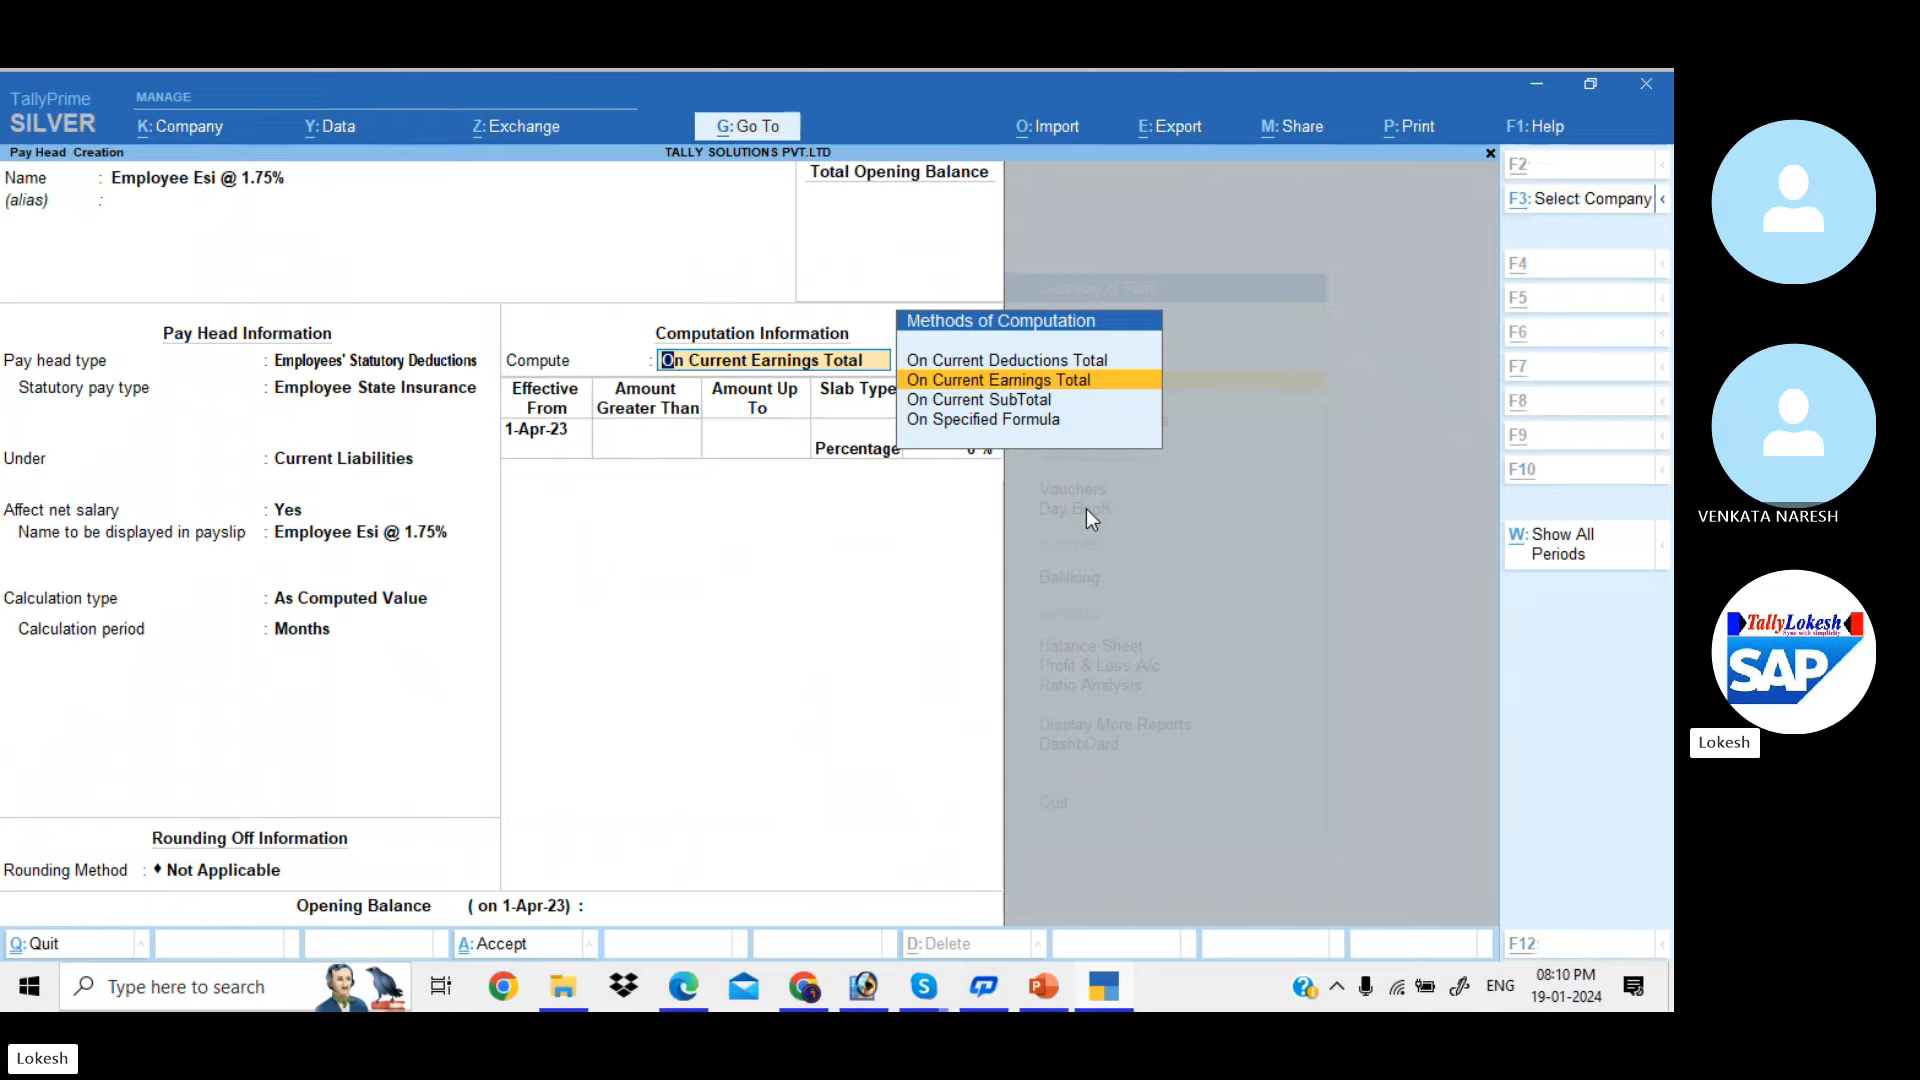 TallyPrime
SILVER
MANAGE
K: Company
Y: Data
Z: Exchange
G: Go To
O: Import
E: Export
M: Share
P: Print
F1: Help
Pay Head Creation
TALLY SOLUTIONS PVT.LTD
Name : Employee Esi @ 1.75%
(alias) :
Total Opening Balance
Pay Head Information
Pay head type : Employees' Statutory Deductions
Statutory pay type : Employee State Insurance
Under : Current Liabilities
Affect net salary : Yes
Name to be displayed in payslip : Employee Esi @ 1.75%
Calculation type : As Computed Value
Calculation period : Months
Rounding Off Information
Rounding Method : ♦ Not Applicable
Computation Information
Compute : On Current Earnings Total
Effective From
Amount Greater Than
Amount Up To
Slab Type
1-Apr-23
Percentage
0 %
Methods of Computation
On Current Deductions Total
On Current Earnings Total
On Current SubTotal
On Specified Formula
Opening Balance ( on 1-Apr-23) :
Gateway of Tally
Vouchers
Day Book
BaNking
Balance Sheet
Profit & Loss A/c
Ratio Analysis
Display More Reports
DashbOard
Quit
F2
F3: Select Company
F4
F5
F6
F7
F8
F9
F10
W: Show All
Periods
F12:
Q: Quit
A: Accept
D: Delete
Type here to search
ENG
08:10 PM
19-01-2024
VENKATA NARESH
TallyLokesh
Sync with simplicity
SAP
Lokesh
Lokesh